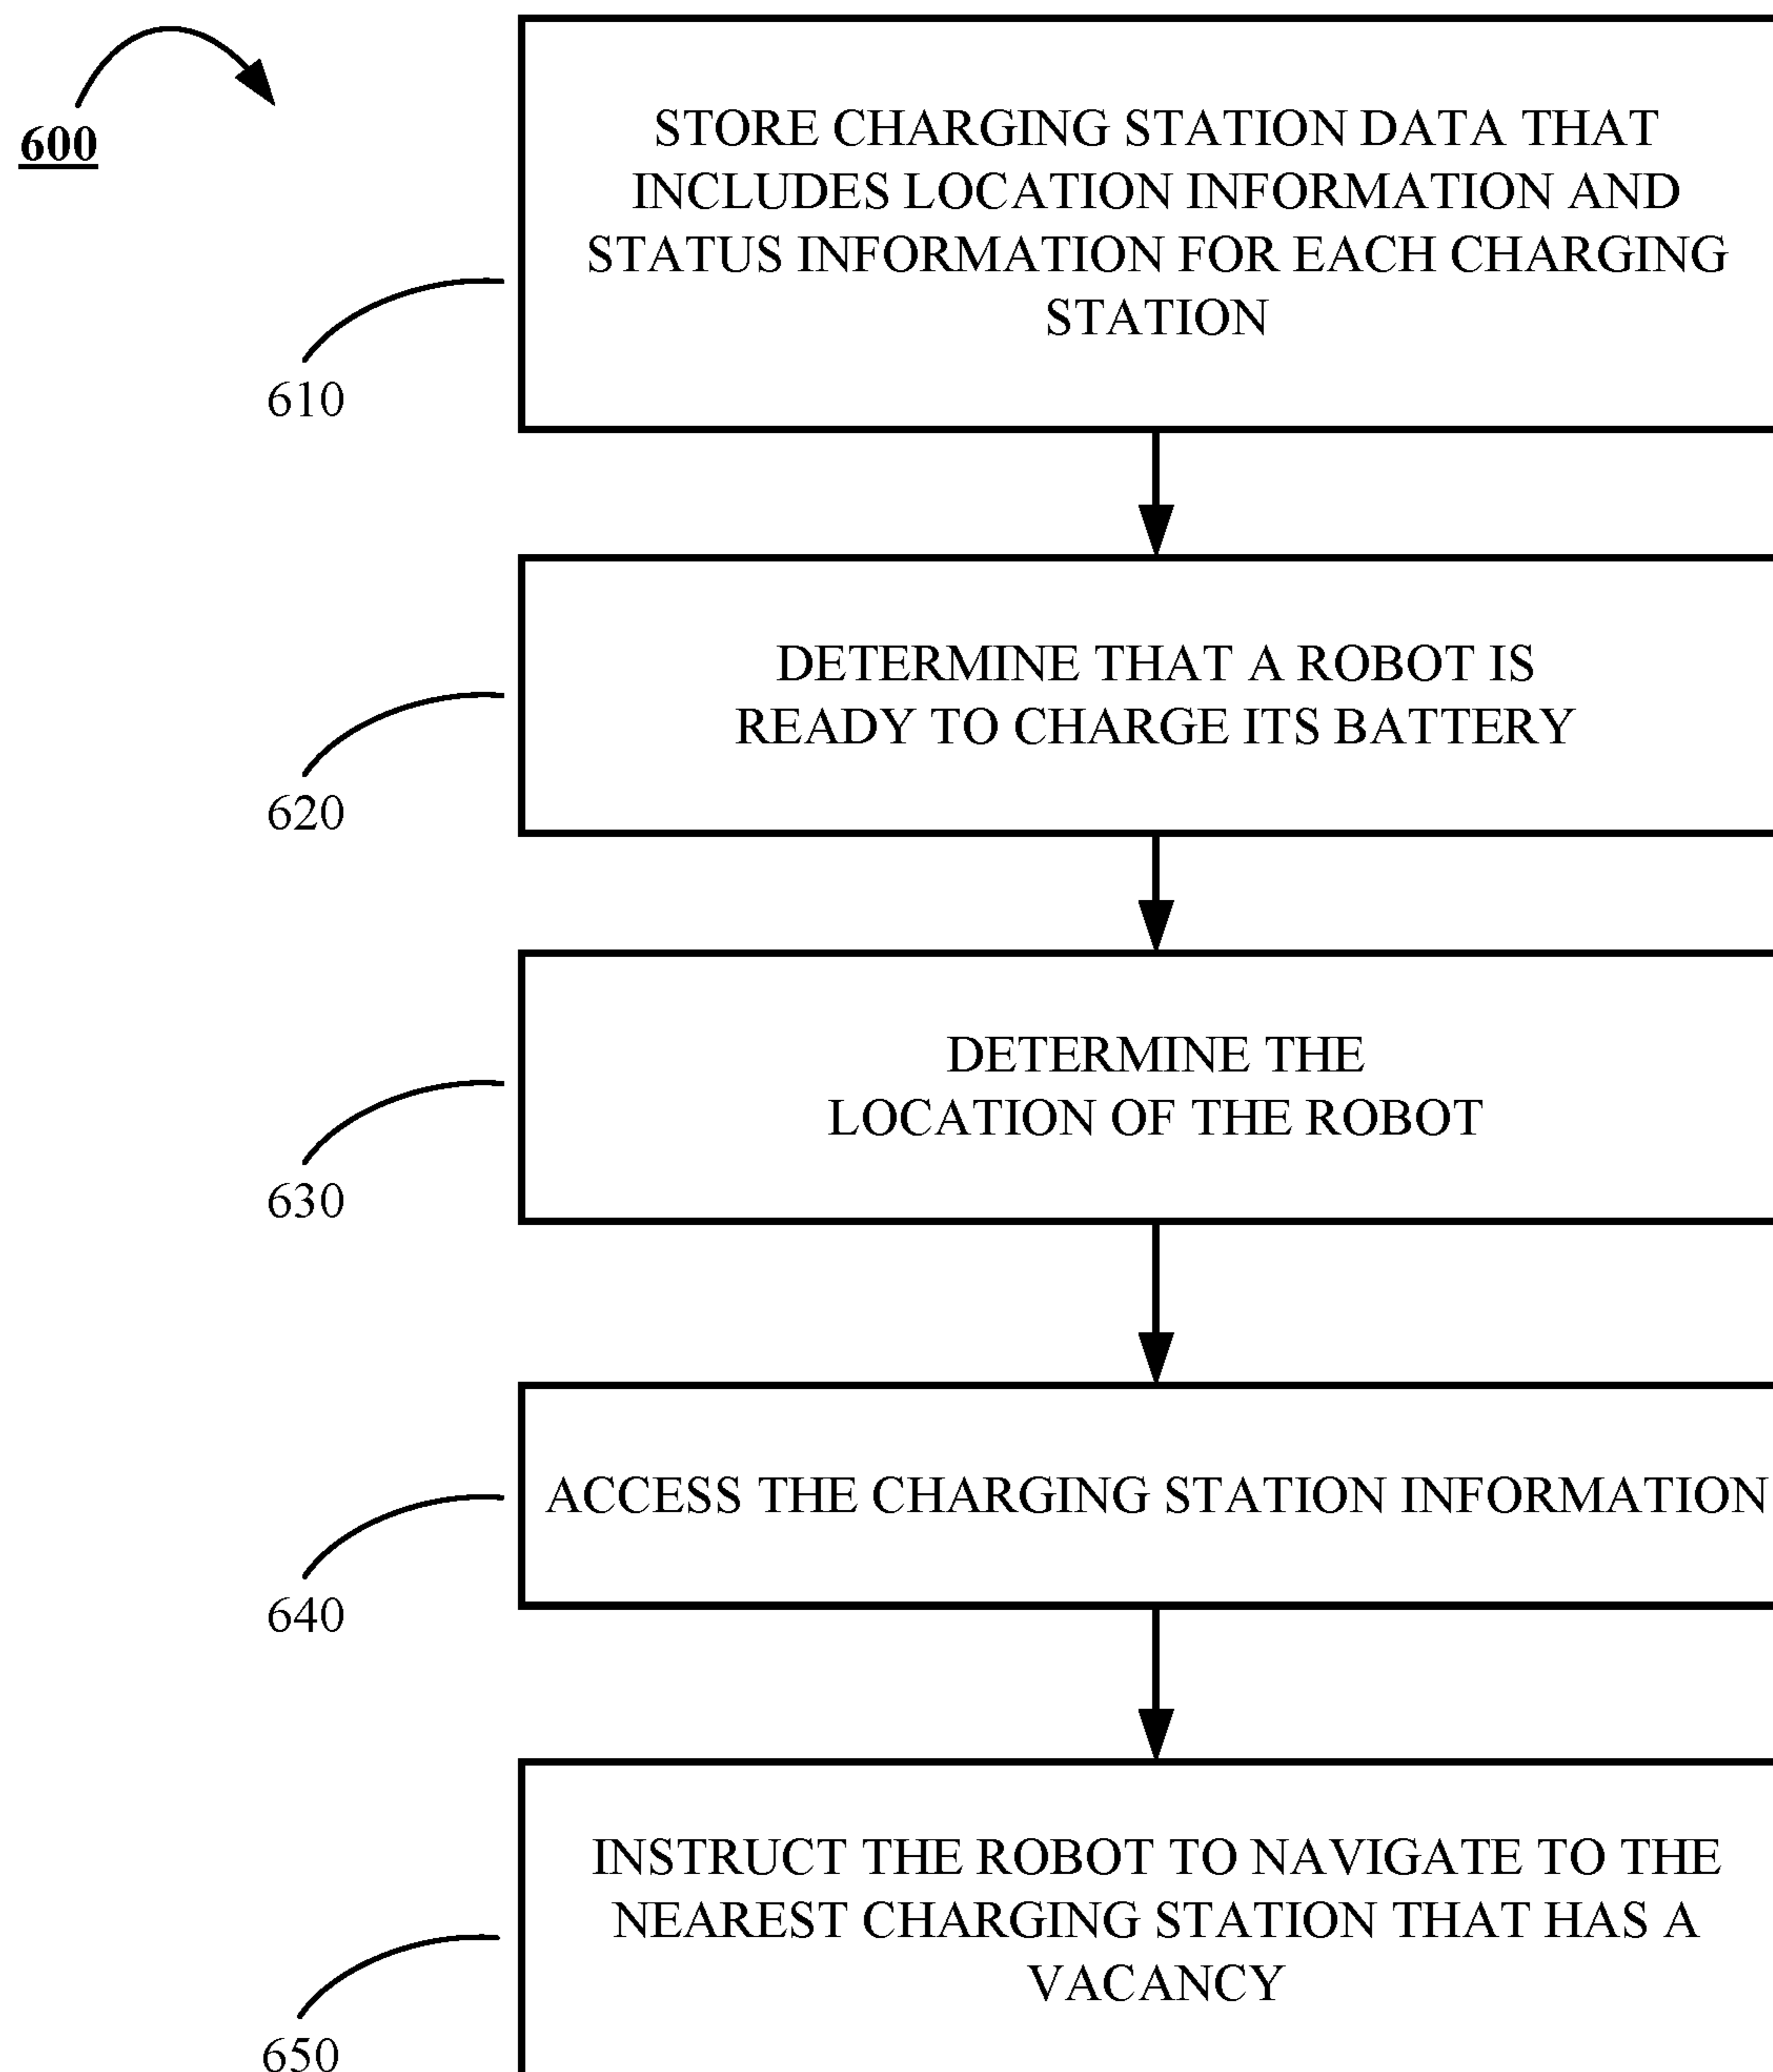 600
STORE CHARGING STATION DATA THAT
INCLUDES LOCATION INFORMATION AND
STATUS INFORMATION FOR EACH CHARGING
STATION
610
DETERMINE THAT A ROBOT IS
READY TO CHARGE ITS BATTERY
620
DETERMINE THE
LOCATION OF THE ROBOT
630
ACCESS THE CHARGING STATION INFORMATION
640
INSTRUCT THE ROBOT TO NAVIGATE TO THE
NEAREST CHARGING STATION THAT HAS A
VACANCY
650